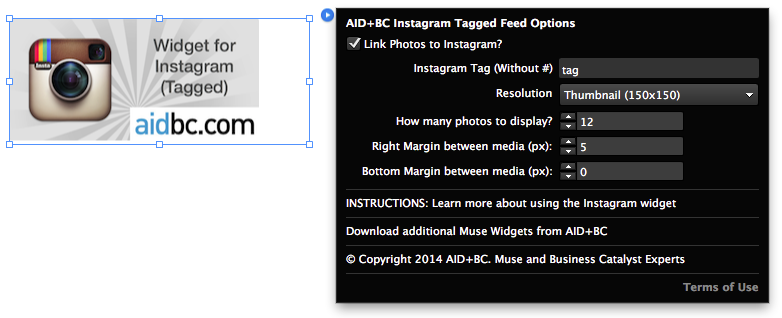 Widget for
Instagram
(Tagged)
Insta
aidbc.com
AID+BC Instagram Tagged Feed Options
Link Photos to Instagram?
Instagram Tag (Without #) tag
Resolution Thumbnail (150x150)
How many photos to display? 12
Right Margin between media (px): 5
Bottom Margin between media (px): 0
INSTRUCTIONS: Learn more about using the Instagram widget
Download additional Muse Widgets from AID+BC
© Copyright 2014 AID+BC. Muse and Business Catalyst Experts
Terms of Use